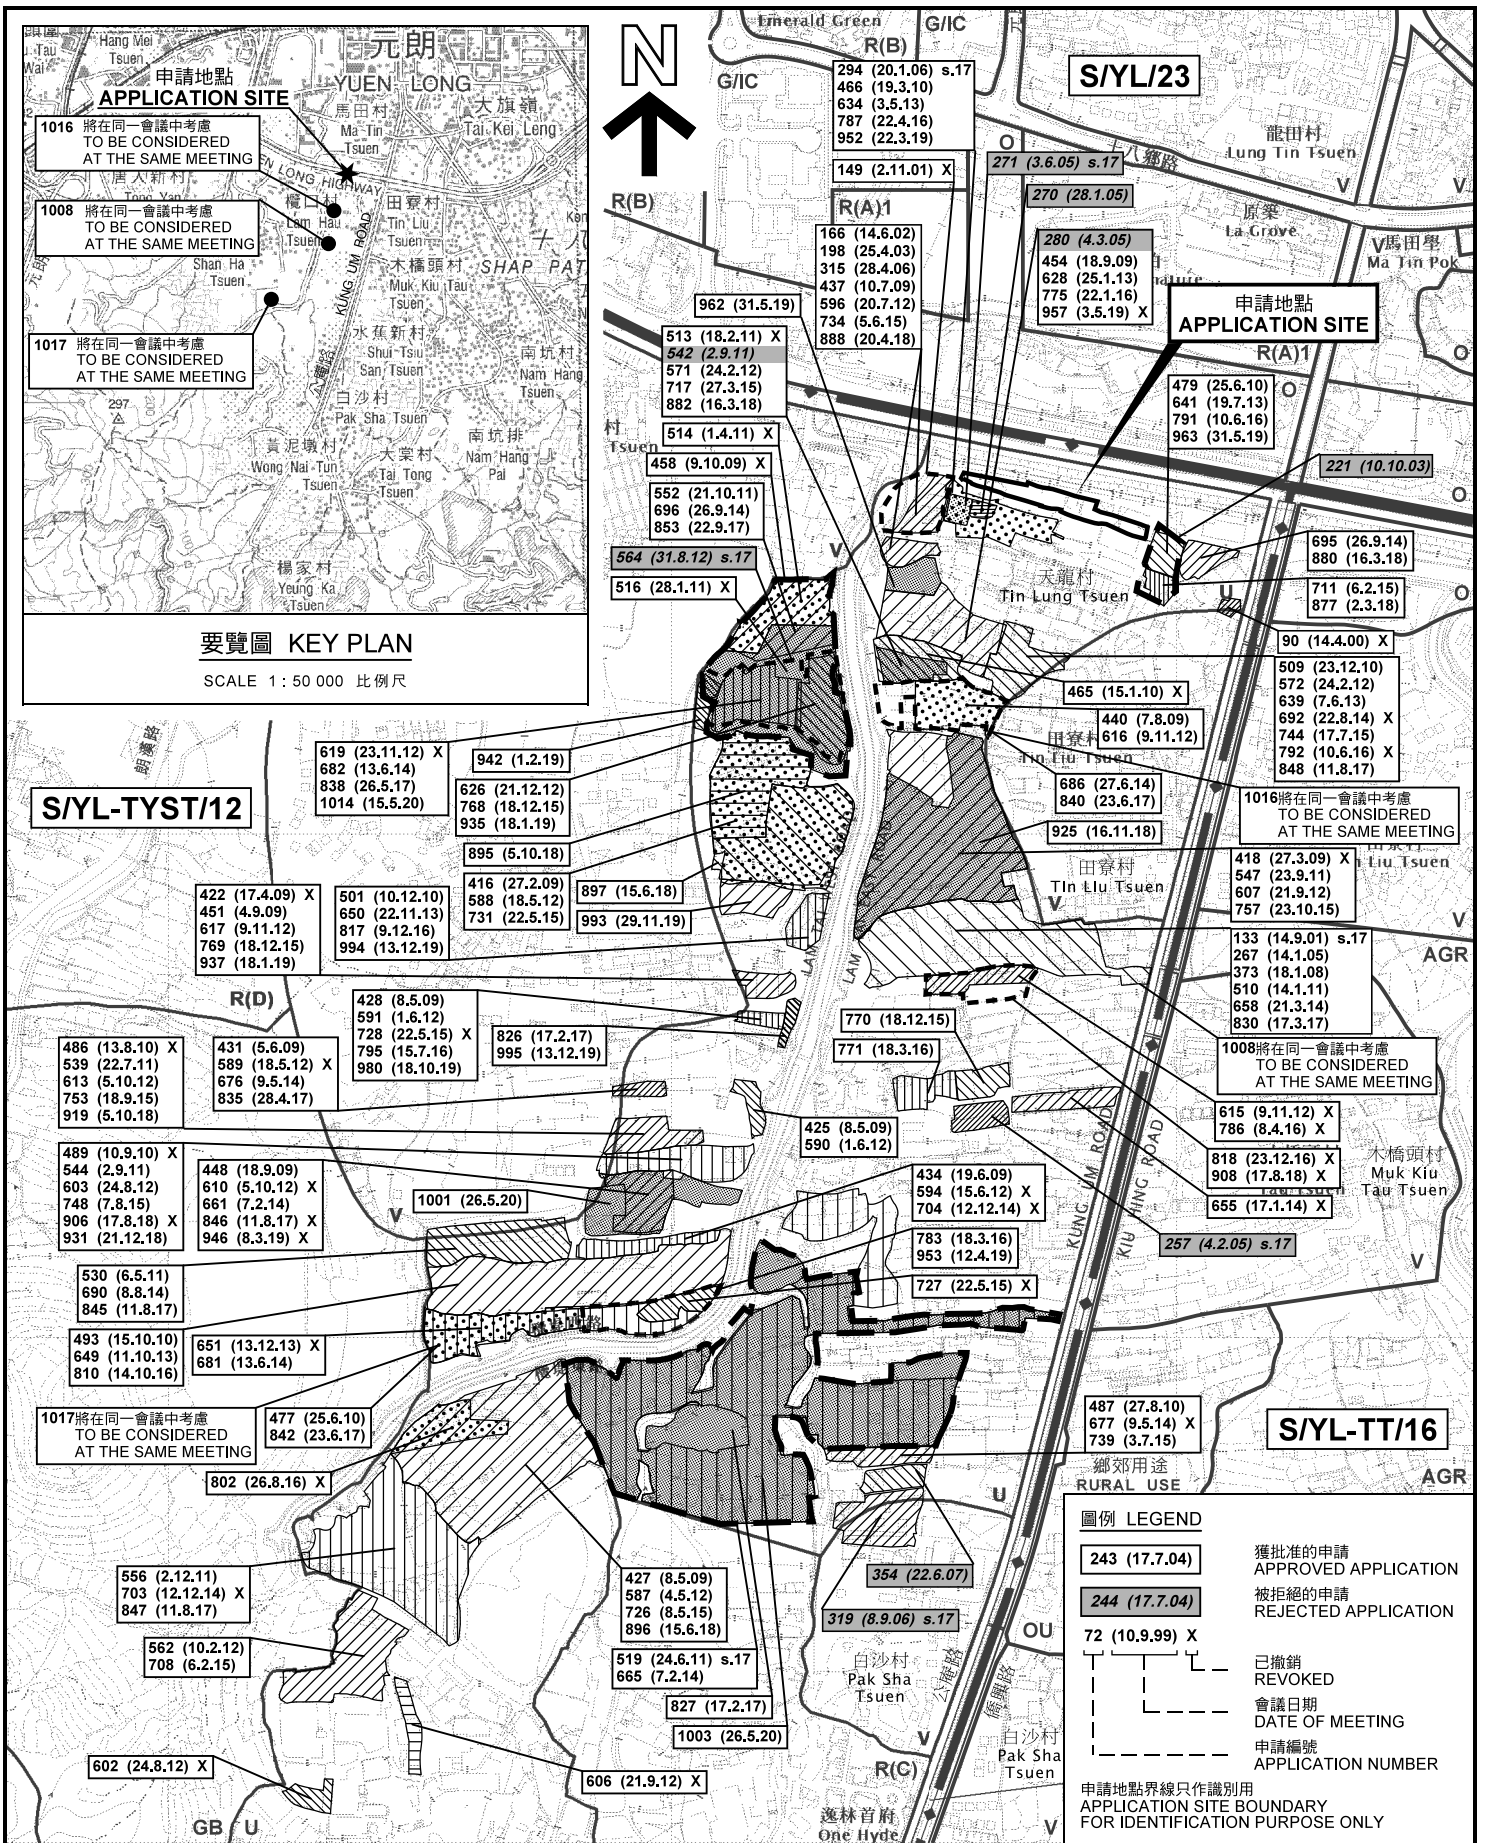 元朗
YUEN LONG
Hang Mei
Tsuen
Tau
Wai
申請地點
APPLICATION SITE
馬田村
Ma Tin
Tsuen
大旗嶺
Tai Kei Leng
1016 將在同一會議中考慮
TO BE CONSIDERED
AT THE SAME MEETING
唐人新村
LONG HIGHWAY
田寮村
Tin Liu
Tsuen
Lam Hau
Tsuen
1008 將在同一會議中考慮
TO BE CONSIDERED
AT THE SAME MEETING
Shan Ha
Tsuen
KUNG UM ROAD
公庵路
木橋頭村
Muk Kiu Tau
Tsuen
SHAP PAT
水蕉新村
Shui Tsiu
San Tsuen
1017 將在同一會議中考慮
TO BE CONSIDERED
AT THE SAME MEETING
南坑村
Nam Hang
Tsuen
297
白沙村
Pak Sha Tsuen
南坑排
Nam Hang
Pai
黃泥墩村
Wong Nai Tun
Tsuen
大棠村
Tai Tong
Tsuen
楊家村
Yeung Ka
Tsuen
要覽圖 KEY PLAN
SCALE 1 : 50 000 比例尺
N
Emerald Green
G/IC
R(B)
G/IC
S/YL/23
294 (20.1.06) s.17
466 (19.3.10)
634 (3.5.13)
787 (22.4.16)
952 (22.3.19)
149 (2.11.01) X
O
271 (3.6.05) s.17
270 (28.1.05)
十八鄉路
龍田村
Lung Tin Tsuen
V
V
R(B)
R(A)1
原築
La Grove
166 (14.6.02)
198 (25.4.03)
315 (28.4.06)
437 (10.7.09)
596 (20.7.12)
734 (5.6.15)
888 (20.4.18)
280 (4.3.05)
454 (18.9.09)
628 (25.1.13)
775 (22.1.16)
957 (3.5.19) X
V
馬田壆
Ma Tin Pok
962 (31.5.19)
申請地點
APPLICATION SITE
R(A)1
O
513 (18.2.11) X
542 (2.9.11)
571 (24.2.12)
717 (27.3.15)
882 (16.3.18)
O
479 (25.6.10)
641 (19.7.13)
791 (10.6.16)
963 (31.5.19)
村
Tsuen
514 (1.4.11) X
458 (9.10.09) X
221 (10.10.03)
O
552 (21.10.11)
696 (26.9.14)
853 (22.9.17)
O
564 (31.8.12) s.17
V
695 (26.9.14)
880 (16.3.18)
516 (28.1.11) X
天龍村
Tin Lung Tsuen
711 (6.2.15)
877 (2.3.18)
U
O
90 (14.4.00) X
509 (23.12.10)
572 (24.2.12)
639 (7.6.13)
692 (22.8.14) X
744 (17.7.15)
792 (10.6.16) X
848 (11.8.17)
465 (15.1.10) X
440 (7.8.09)
616 (9.11.12)
朗漢路
田寮村
Tin Liu Tsuen
619 (23.11.12) X
682 (13.6.14)
838 (26.5.17)
1014 (15.5.20)
942 (1.2.19)
686 (27.6.14)
840 (23.6.17)
S/YL-TYST/12
626 (21.12.12)
768 (18.12.15)
935 (18.1.19)
1016將在同一會議中考慮
TO BE CONSIDERED
AT THE SAME MEETING
925 (16.11.18)
895 (5.10.18)
Liu Tsuen
田寮村
Tin Liu Tsuen
V
418 (27.3.09) X
547 (23.9.11)
607 (21.9.12)
757 (23.10.15)
V
416 (27.2.09)
588 (18.5.12)
731 (22.5.15)
897 (15.6.18)
993 (29.11.19)
422 (17.4.09) X
451 (4.9.09)
617 (9.11.12)
769 (18.12.15)
937 (18.1.19)
501 (10.12.10)
650 (22.11.13)
817 (9.12.16)
994 (13.12.19)
LAM
LAM
133 (14.9.01) s.17
267 (14.1.05)
373 (18.1.08)
510 (14.1.11)
658 (21.3.14)
830 (17.3.17)
AGR
R(D)
428 (8.5.09)
591 (1.6.12)
728 (22.5.15) X
795 (15.7.16)
980 (18.10.19)
826 (17.2.17)
995 (13.12.19)
770 (18.12.15)
771 (18.3.16)
1008將在同一會議中考慮
TO BE CONSIDERED
AT THE SAME MEETING
486 (13.8.10) X
539 (22.7.11)
613 (5.10.12)
753 (18.9.15)
919 (5.10.18)
431 (5.6.09)
589 (18.5.12) X
676 (9.5.14)
835 (28.4.17)
615 (9.11.12) X
786 (8.4.16) X
425 (8.5.09)
590 (1.6.12)
818 (23.12.16) X
908 (17.8.18) X
木橋頭村
Muk Kiu
Tau Tsuen
489 (10.9.10) X
544 (2.9.11)
603 (24.8.12)
748 (7.8.15)
906 (17.8.18) X
931 (21.12.18)
448 (18.9.09)
610 (5.10.12) X
661 (7.2.14)
846 (11.8.17) X
946 (8.3.19) X
1001 (26.5.20)
V
434 (19.6.09)
594 (15.6.12) X
704 (12.12.14) X
655 (17.1.14) X
KUNG UM ROAD
KIU HING ROAD
257 (4.2.05) s.17
V
783 (18.3.16)
953 (12.4.19)
727 (22.5.15) X
530 (6.5.11)
690 (8.8.14)
845 (11.8.17)
493 (15.10.10)
649 (11.10.13)
810 (14.10.16)
651 (13.12.13) X
681 (13.6.14)
1017將在同一會議中考慮
TO BE CONSIDERED
AT THE SAME MEETING
477 (25.6.10)
842 (23.6.17)
487 (27.8.10)
677 (9.5.14) X
739 (3.7.15)
S/YL-TT/16
802 (26.8.16) X
鄉郊用途
RURAL USE
AGR
U
556 (2.12.11)
703 (12.12.14) X
847 (11.8.17)
427 (8.5.09)
587 (4.5.12)
726 (8.5.15)
896 (15.6.18)
354 (22.6.07)
319 (8.9.06) s.17
OU
562 (10.2.12)
708 (6.2.15)
519 (24.6.11) s.17
665 (7.2.14)
白沙村
Pak Sha
Tsuen
公庵路
僑興路
827 (17.2.17)
1003 (26.5.20)
V
白沙村
Pak Sha
Tsuen
602 (24.8.12) X
606 (21.9.12) X
R(C)
GB
U
逸林首府
One Hyde
V
圖例 LEGEND
243 (17.7.04)
獲批准的申請
APPROVED APPLICATION
244 (17.7.04)
被拒絕的申請
REJECTED APPLICATION
72 (10.9.99) X
已撤銷
REVOKED
會議日期
DATE OF MEETING
申請編號
APPLICATION NUMBER
申請地點界線只作識別用
APPLICATION SITE BOUNDARY
FOR IDENTIFICATION PURPOSE ONLY